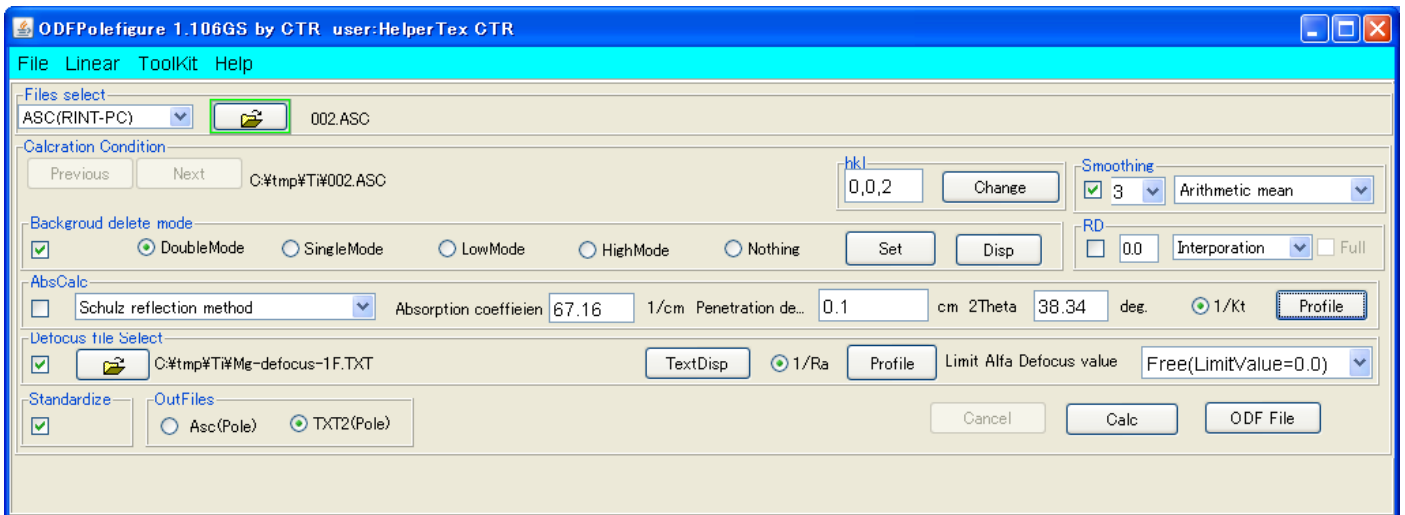 ODFPolefigure 1.106GS by CTR user:HelperTex CTR
File Linear ToolKit Help
Files select
ASC(RINT-PC) 002.ASC
Calcration Condition
Previous Next C:¥tmp¥Ti¥002.ASC
hkl
0,0,2 Change
Smoothing
3 Arithmetic mean
Backgroud delete mode
DoubleMode SingleMode LowMode HighMode Nothing Set Disp
RD
0.0 Interporation Full
AbsCalc
Schulz reflection method Absorption coeffieien 67.16 1/cm Penetration de... 0.1 cm 2Theta 38.34 deg. 1/Kt Profile
Defocus file Select
C:¥tmp¥Ti¥Mg-defocus-1F.TXT TextDisp 1/Ra Profile Limit Alfa Defocus value Free(LimitValue=0.0)
Standardize OutFiles
Asc(Pole) TXT2(Pole) Cancel Calc ODF File